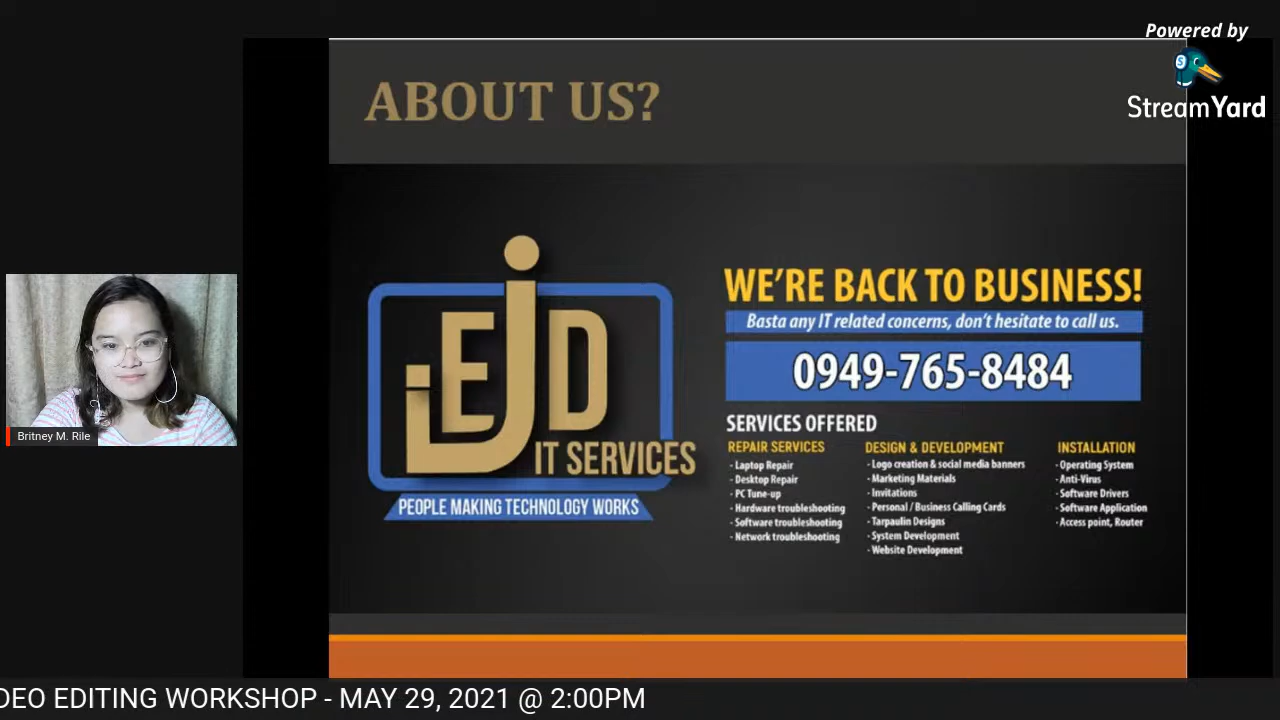 Powered by
StreamYard
ABOUT US?
iEJD
IT SERVICES
PEOPLE MAKING TECHNOLOGY WORKS
WE'RE BACK TO BUSINESS!
Basta any IT related concerns, don't hesitate to call us.
0949-765-8484
SERVICES OFFERED
REPAIR SERVICES
- Laptop Repair
- Desktop Repair
- PC Tune-up
- Hardware troubleshooting
- Software troubleshooting
- Network troubleshooting
DESIGN & DEVELOPMENT
- Logo creation & social media banners
- Marketing Materials
- Invitations
- Personal / Business Calling Cards
- Tarpaulin Designs
- System Development
- Website Development
INSTALLATION
- Operating System
- Anti-Virus
- Software Drivers
- Software Application
- Access point, Router
Britney M. Rile
DEO EDITING WORKSHOP - MAY 29, 2021 @ 2:00PM